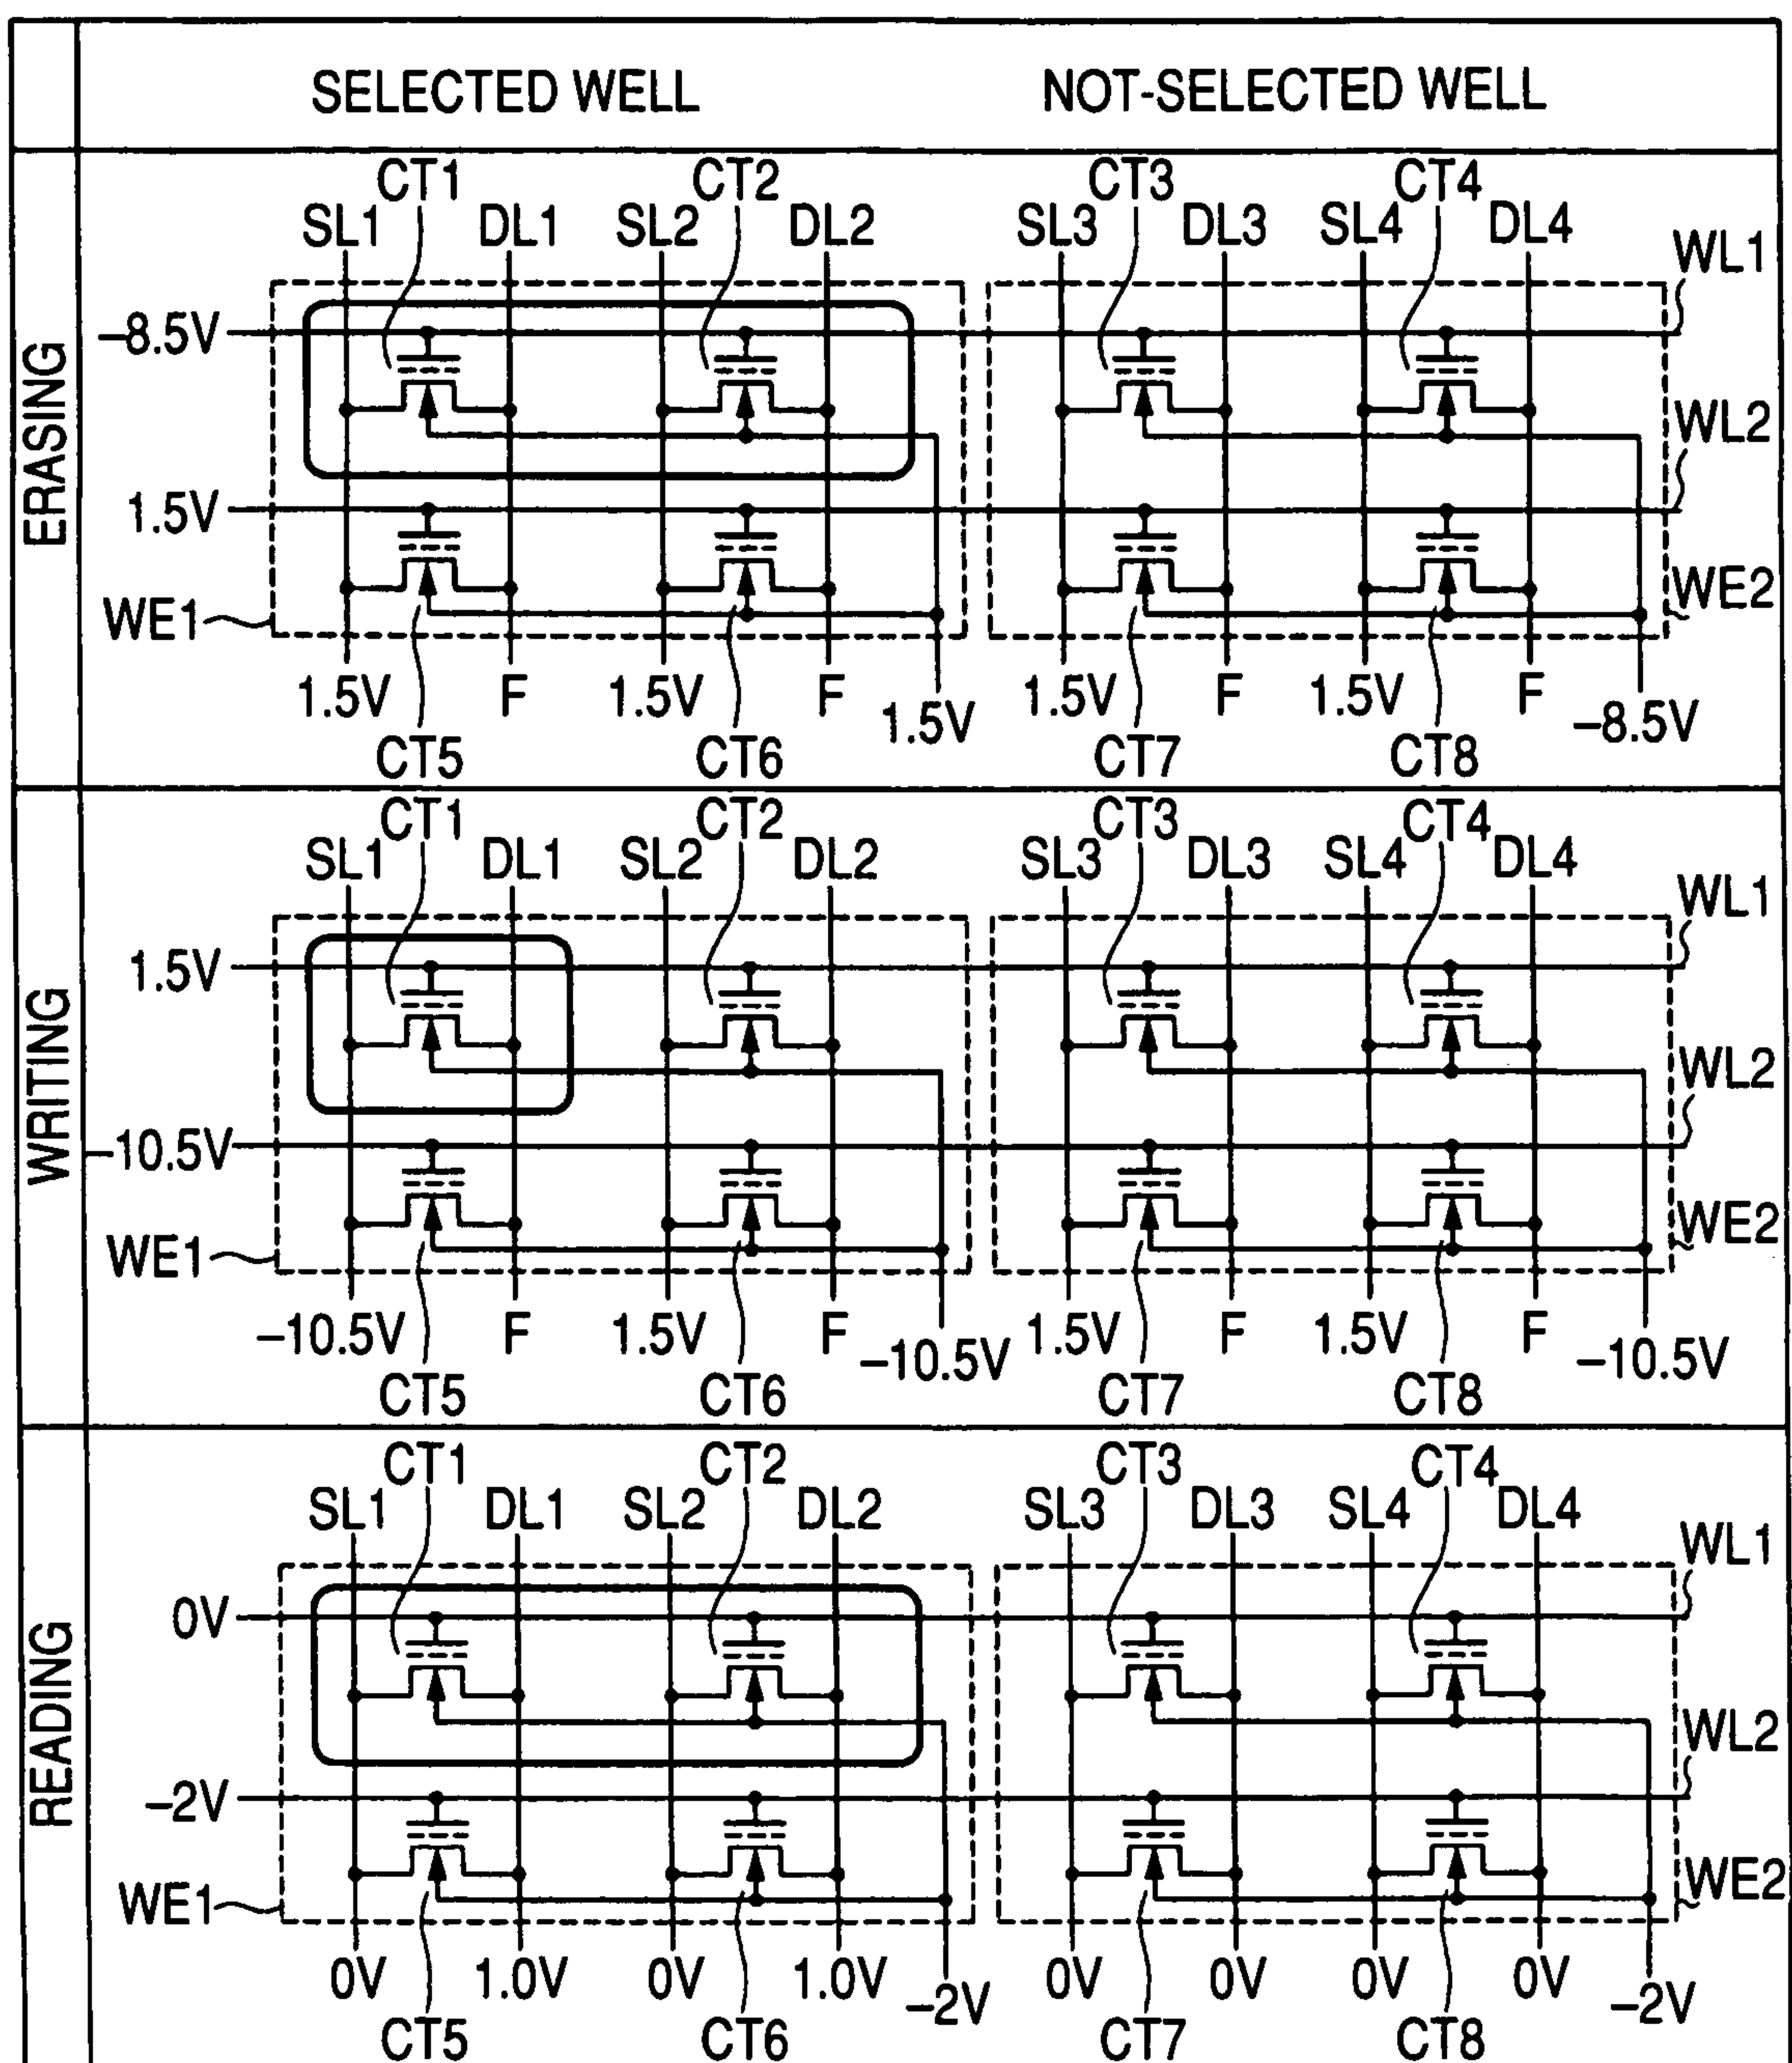 SELECTED WELL NOT-SELECTED WELL
ERASING
CT1 CT2 CT3 CT4
SL1 DL1 SL2 DL2 SL3 DL3 SL4 DL4
WL1
–8.5V
WL2
1.5V
WE1 WE2
1.5V F 1.5V F 1.5V 1.5V F 1.5V F –8.5V
CT5 CT6 CT7 CT8
WRITING
CT1 CT2 CT3 CT4
SL1 DL1 SL2 DL2 SL3 DL3 SL4 DL4
WL1
1.5V
WL2
–10.5V
WE1 WE2
–10.5V F 1.5V F –10.5V 1.5V F 1.5V F –10.5V
CT5 CT6 CT7 CT8
READING
CT1 CT2 CT3 CT4
SL1 DL1 SL2 DL2 SL3 DL3 SL4 DL4
WL1
0V
WL2
–2V
WE1 WE2
0V 1.0V 0V 1.0V –2V 0V 0V 0V 0V –2V
CT5 CT6 CT7 CT8